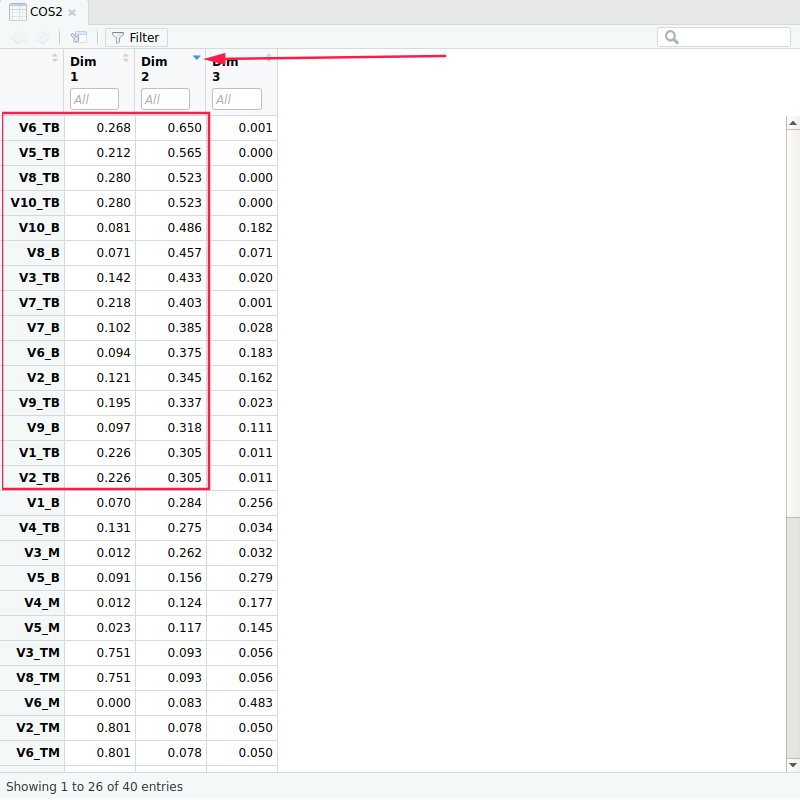 COS2
Filter
Dim 1 Dim 2 Dim 3
All All All
V6_TB 0.268 0.650 0.001
V5_TB 0.212 0.565 0.000
V8_TB 0.280 0.523 0.000
V10_TB 0.280 0.523 0.000
V10_B 0.081 0.486 0.182
V8_B 0.071 0.457 0.071
V3_TB 0.142 0.433 0.020
V7_TB 0.218 0.403 0.001
V7_B 0.102 0.385 0.028
V6_B 0.094 0.375 0.183
V2_B 0.121 0.345 0.162
V9_TB 0.195 0.337 0.023
V9_B 0.097 0.318 0.111
V1_TB 0.226 0.305 0.011
V2_TB 0.226 0.305 0.011
V1_B 0.070 0.284 0.256
V4_TB 0.131 0.275 0.034
V3_M 0.012 0.262 0.032
V5_B 0.091 0.156 0.279
V4_M 0.012 0.124 0.177
V5_M 0.023 0.117 0.145
V3_TM 0.751 0.093 0.056
V8_TM 0.751 0.093 0.056
V6_M 0.000 0.083 0.483
V2_TM 0.801 0.078 0.050
V6_TM 0.801 0.078 0.050
Showing 1 to 26 of 40 entries